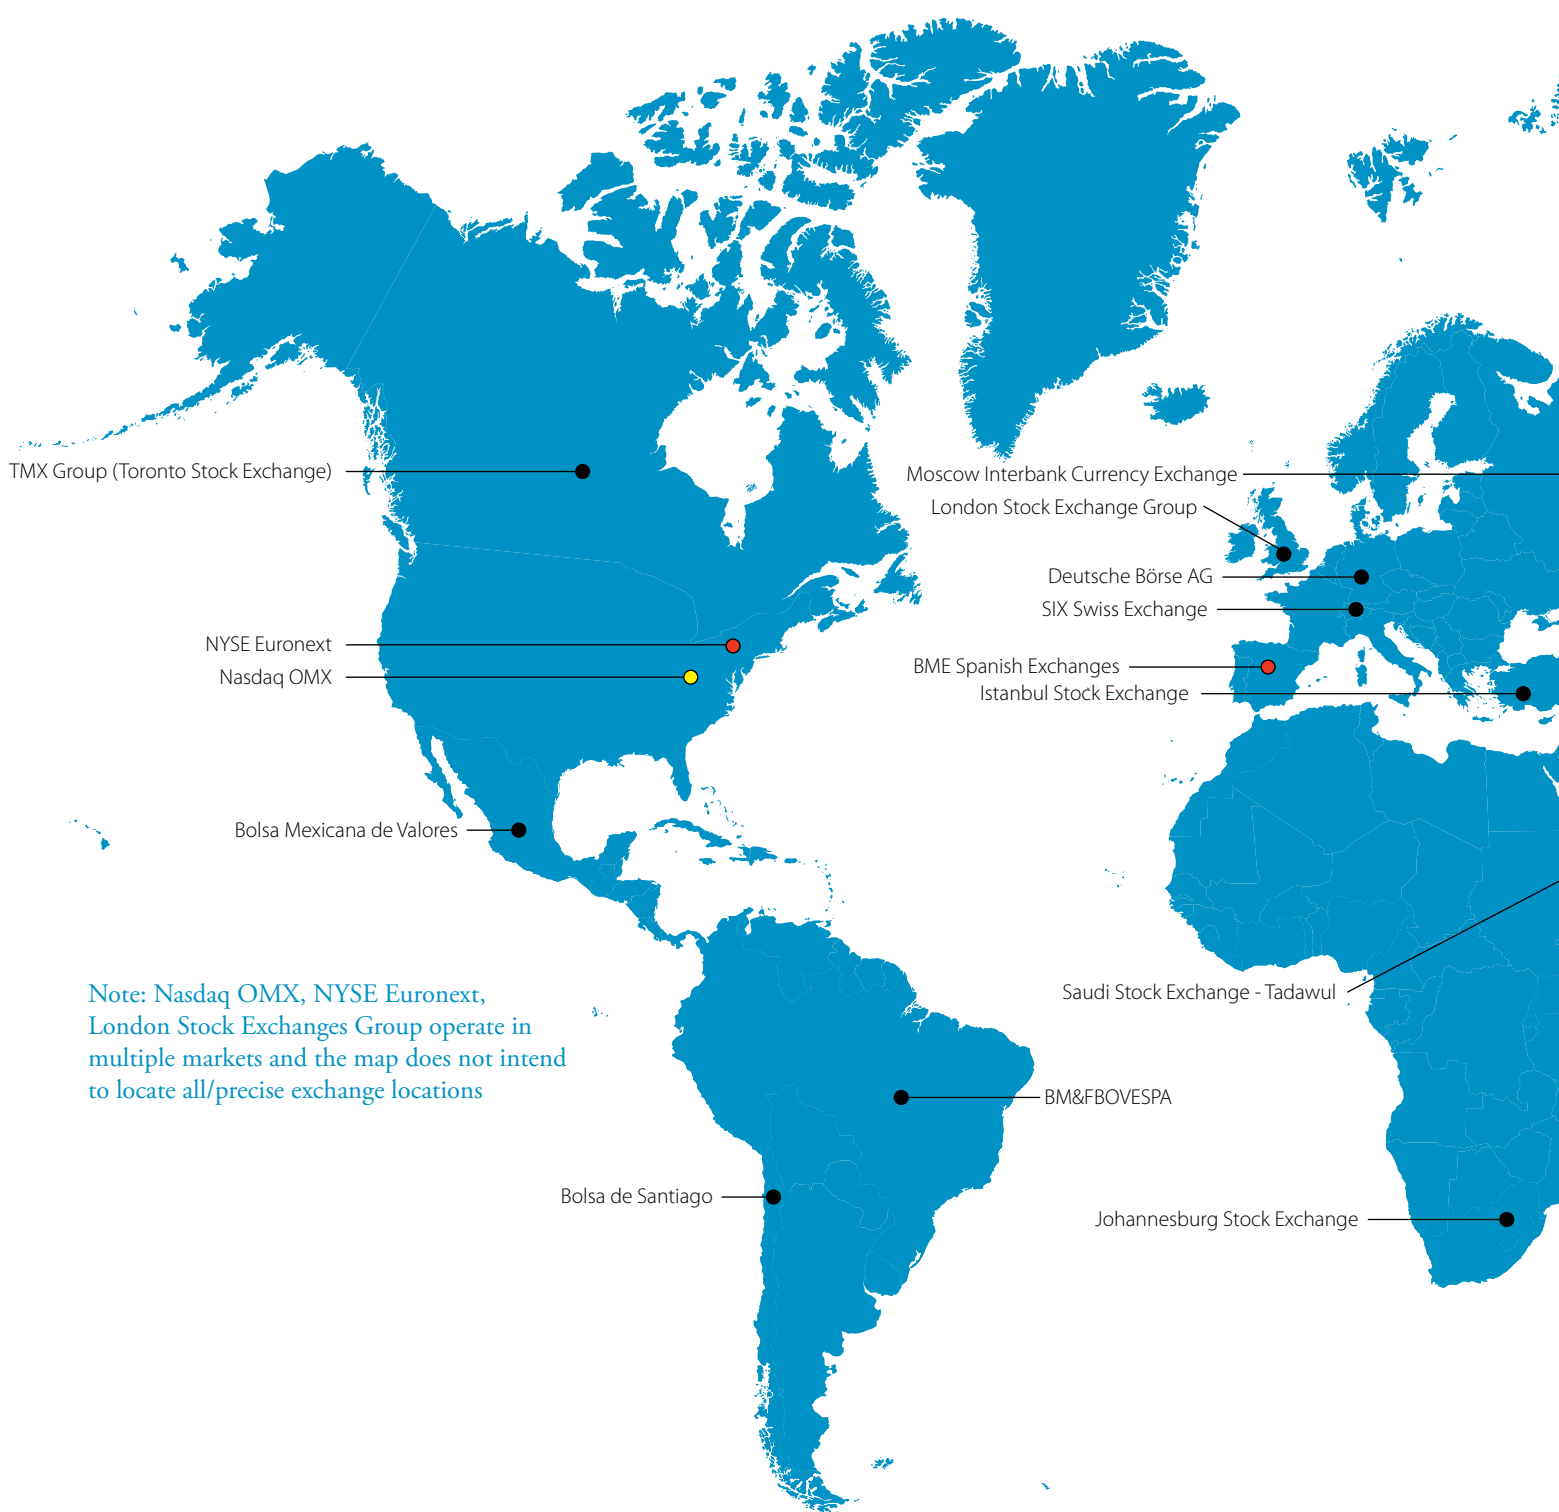 TMX Group (Toronto Stock Exchange)
Moscow Interbank Currency Exchange
London Stock Exchange Group
Deutsche Börse AG
SIX Swiss Exchange
NYSE Euronext
BME Spanish Exchanges
Nasdaq OMX
Istanbul Stock Exchange
Bolsa Mexicana de Valores
Note: Nasdaq OMX, NYSE Euronext,
London Stock Exchanges Group operate in
multiple markets and the map does not intend
to locate all/precise exchange locations
Saudi Stock Exchange - Tadawul
BM&FBOVESPA
Bolsa de Santiago
Johannesburg Stock Exchange